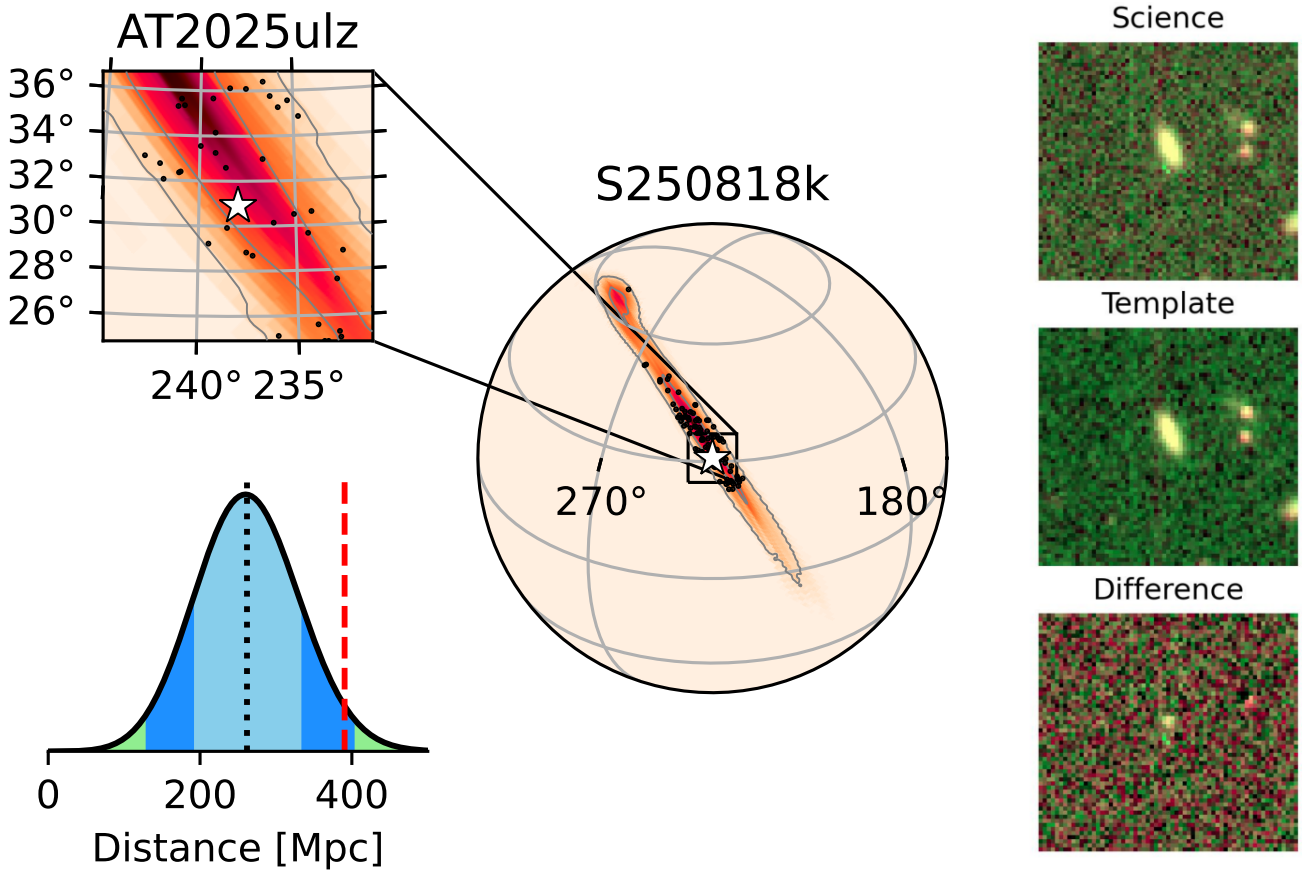 AT2025ulz
36°
34°
32°
30°
28°
26°
240° 235°
S250818k
270°
180°
0
200
400
Distance [Mpc]
Science
Template
Difference